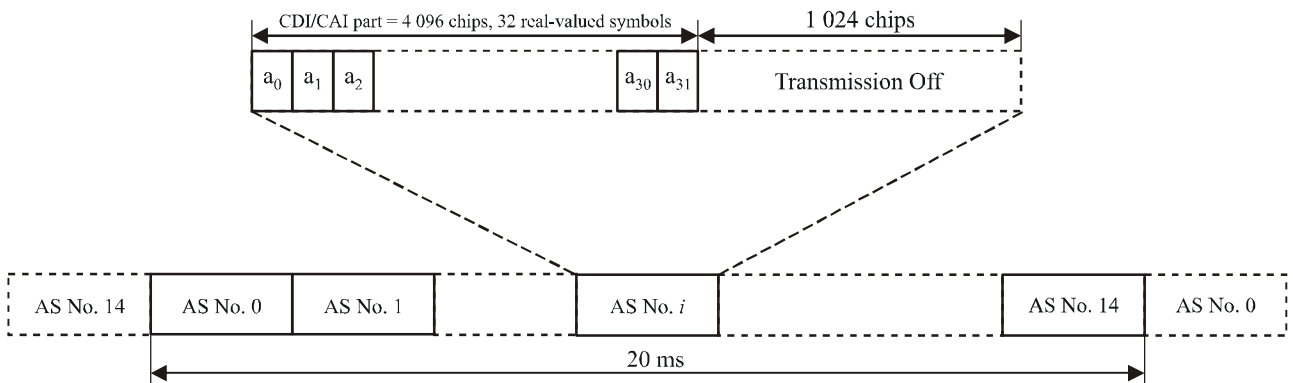 CDI/CAI part = 4 096 chips, 32 real-valued symbols
1 024 chips
a0 a1 a2 a30 a31 Transmission Off
AS No. 14 AS No. 0 AS No. 1 AS No. i AS No. 14 AS No. 0
20 ms